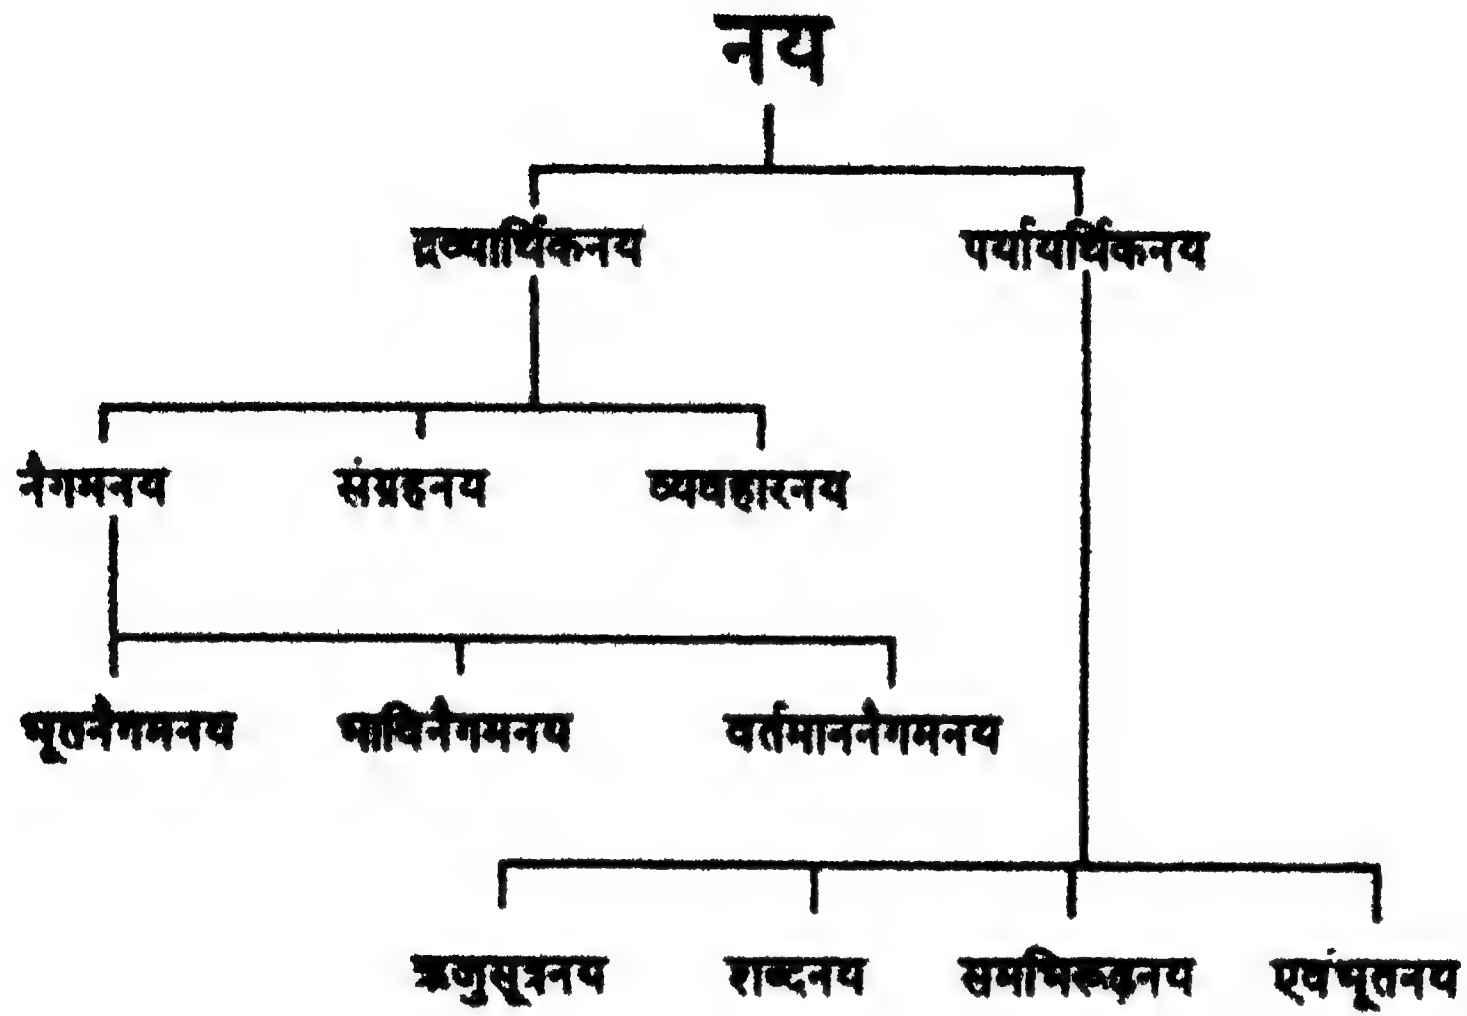 नय
द्रव्यार्थिकनय पर्यायर्थिकनय
नैगमनय संग्रहनय व्यवहारनय
भूतनैगमनय भाविनैगमनय वर्तमाननैगमनय
ऋजुसूत्रनय शब्दनय समभिरूढ़नय एवंभूतनय